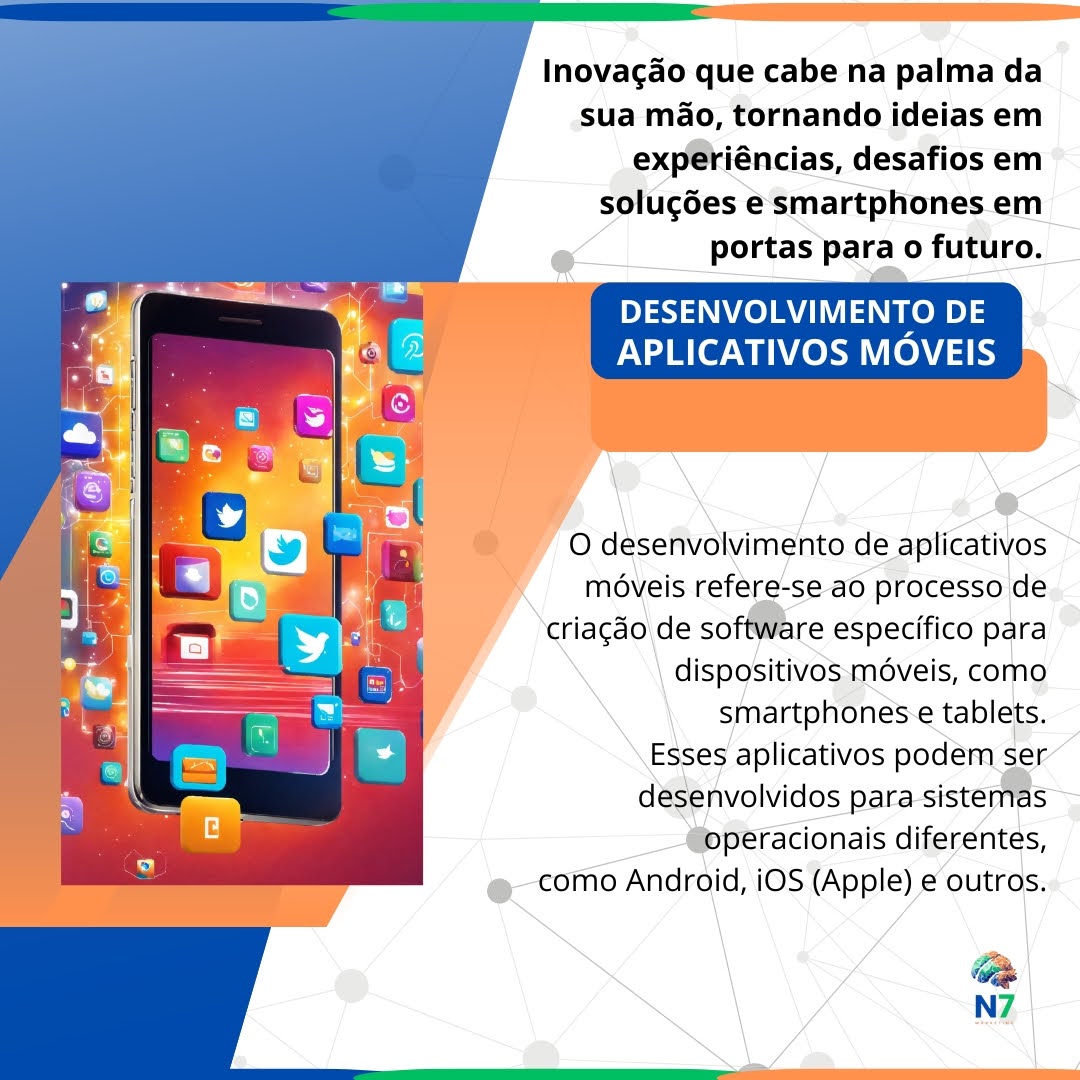 Inovação que cabe na palma da
sua mão, tornando ideias em
experiências, desafios em
soluções e smartphones em
portas para o futuro.
DESENVOLVIMENTO DE
APLICATIVOS MÓVEIS
O desenvolvimento de aplicativos
móveis refere-se ao processo de
criação de software específico para
dispositivos móveis, como
smartphones e tablets.
Esses aplicativos podem ser
desenvolvidos para sistemas
operacionais diferentes,
como Android, iOS (Apple) e outros.
N7
MARKETING